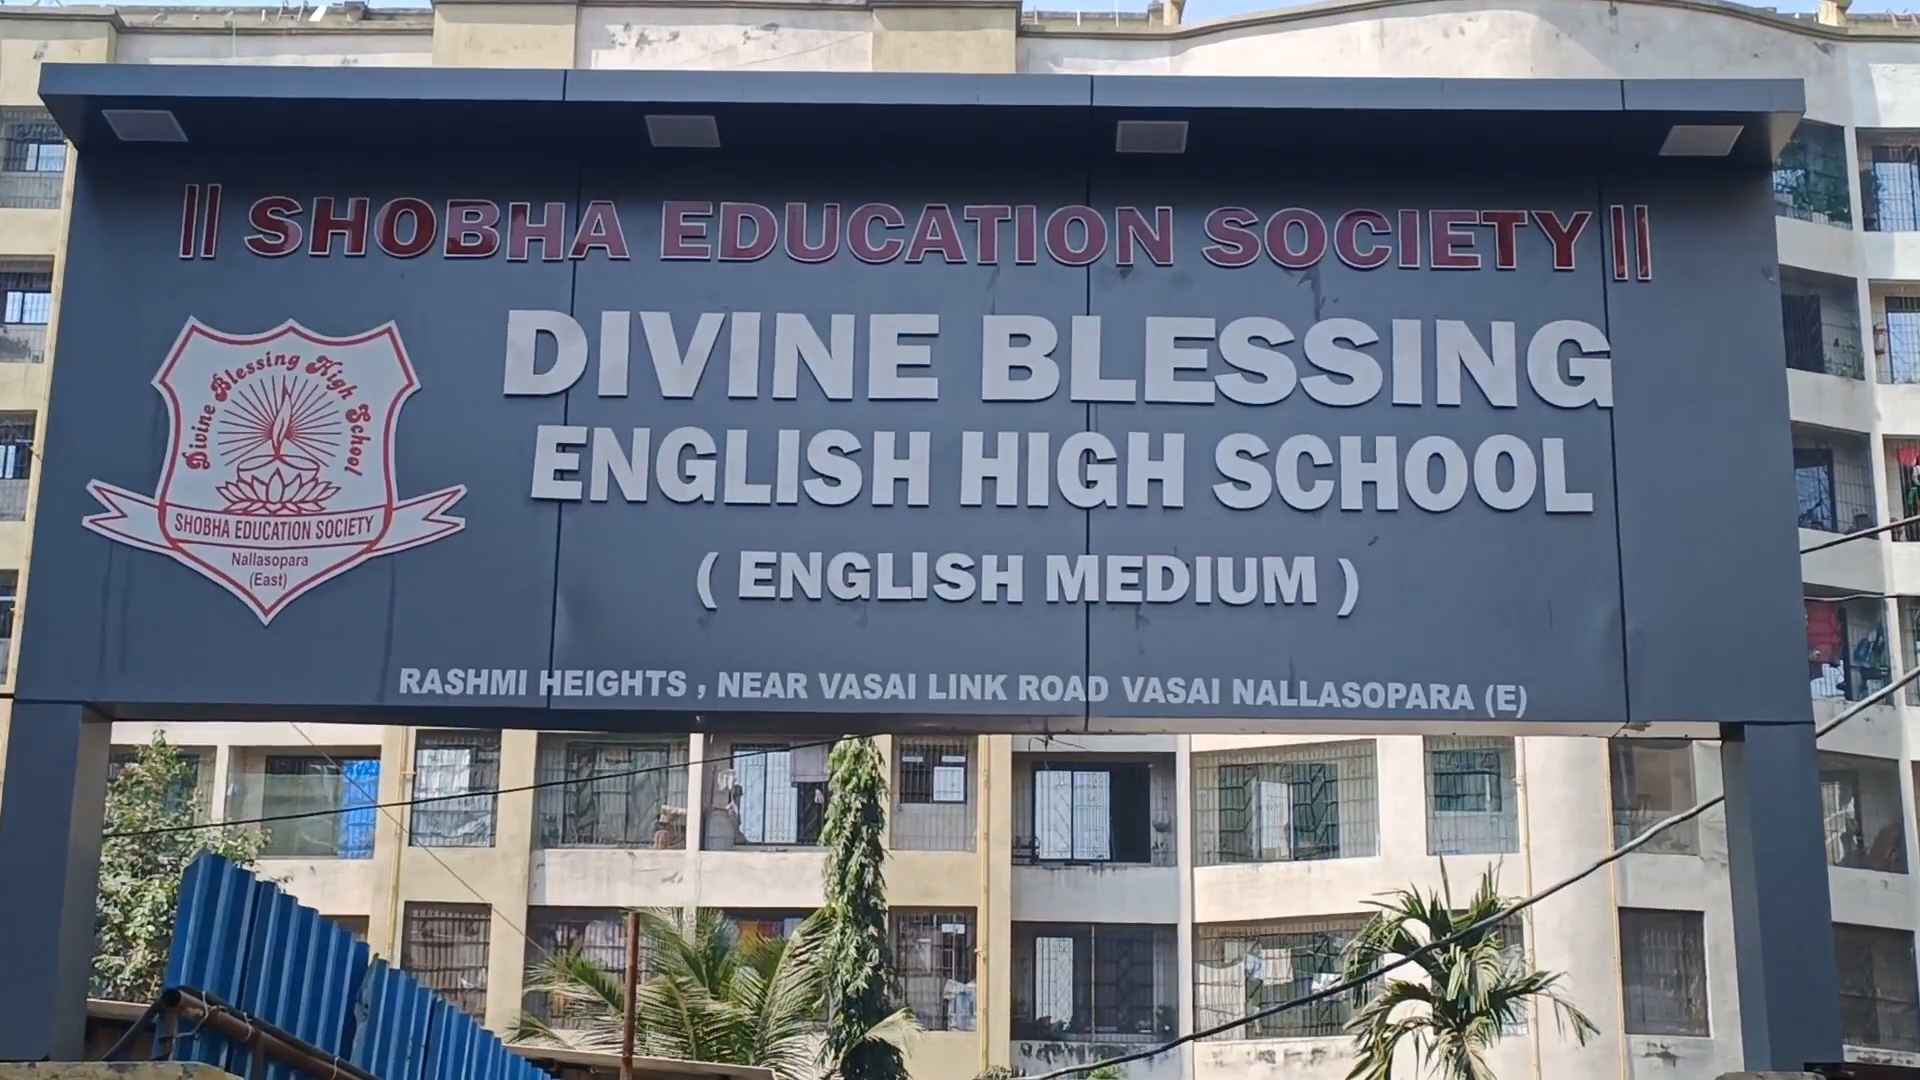 || SHOBHA EDUCATION SOCIETY ||
DIVINE BLESSING
ENGLISH HIGH SCHOOL
( ENGLISH MEDIUM )
RASHMI HEIGHTS , NEAR VASAI LINK ROAD VASAI NALLASOPARA (E)
Divine Blessing High School
SHOBHA EDUCATION SOCIETY
Nallasopara
(East)